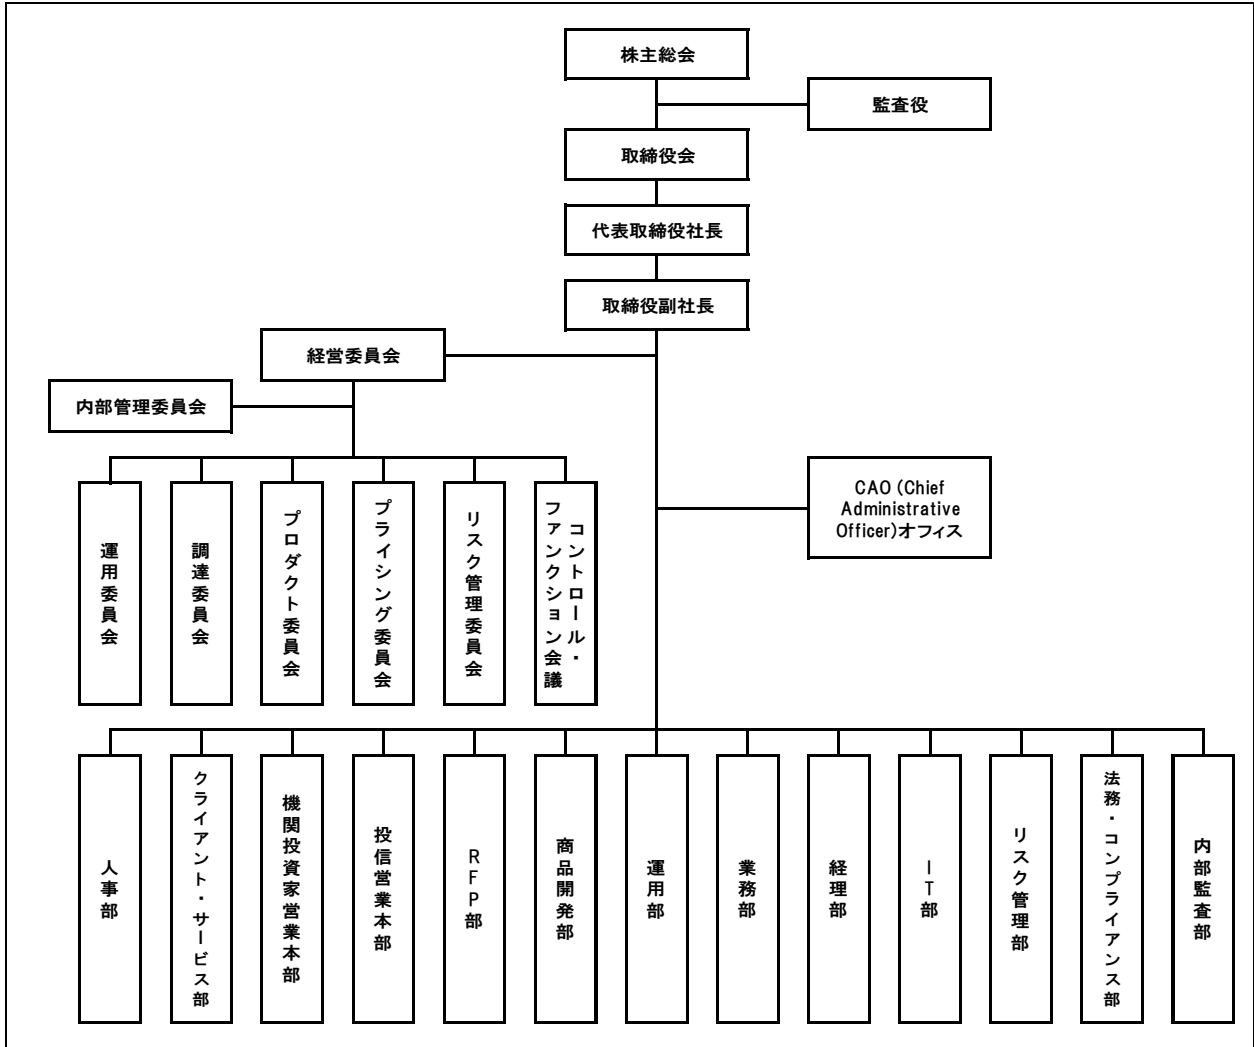 株主総会
監査役
取締役会
代表取締役社長
取締役副社長
経営委員会
内部管理委員会
CAO (Chief
Administrative
Officer)オフィス
運用委員会
調達委員会
プロダクト委員会
プライシング委員会
リスク管理委員会
コントロール・
ファンクション会議
人事部
クライアント・サービス部
機関投資家営業本部
投信営業本部
RFP部
商品開発部
運用部
業務部
経理部
IT部
リスク管理部
法務・コンプライアンス部
内部監査部